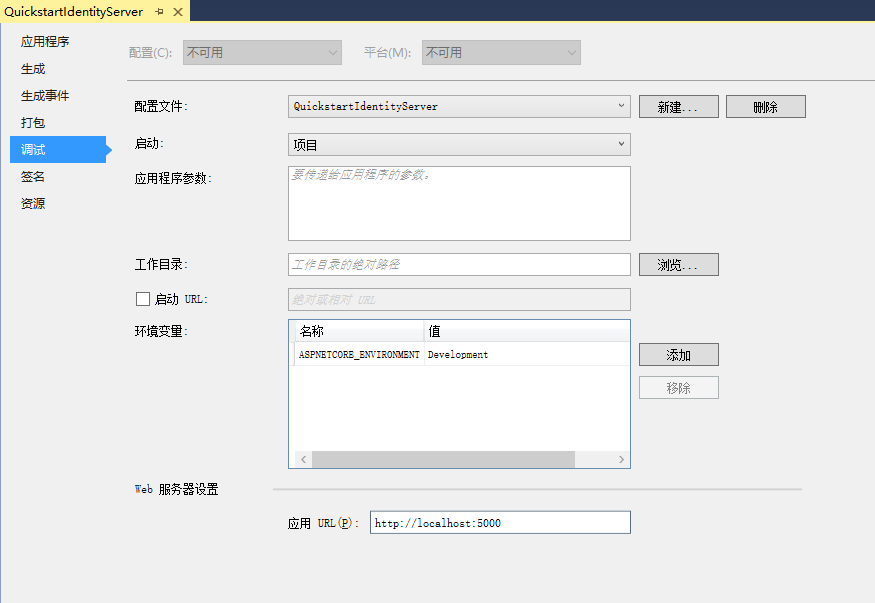 QuickstartIdentityServer
应用程序
生成
生成事件
打包
调试
签名
资源
配置(C): 不可用 平台(M): 不可用
配置文件: QuickstartIdentityServer 新建... 删除
启动: 项目
应用程序参数: 要传递给应用程序的参数。
工作目录: 工作目录的绝对路径 浏览...
启动 URL: 绝对或相对 URL
环境变量: 名称 值
ASPNETCORE_ENVIRONMENT Development
添加
移除
Web 服务器设置
应用 URL(P): http://localhost:5000